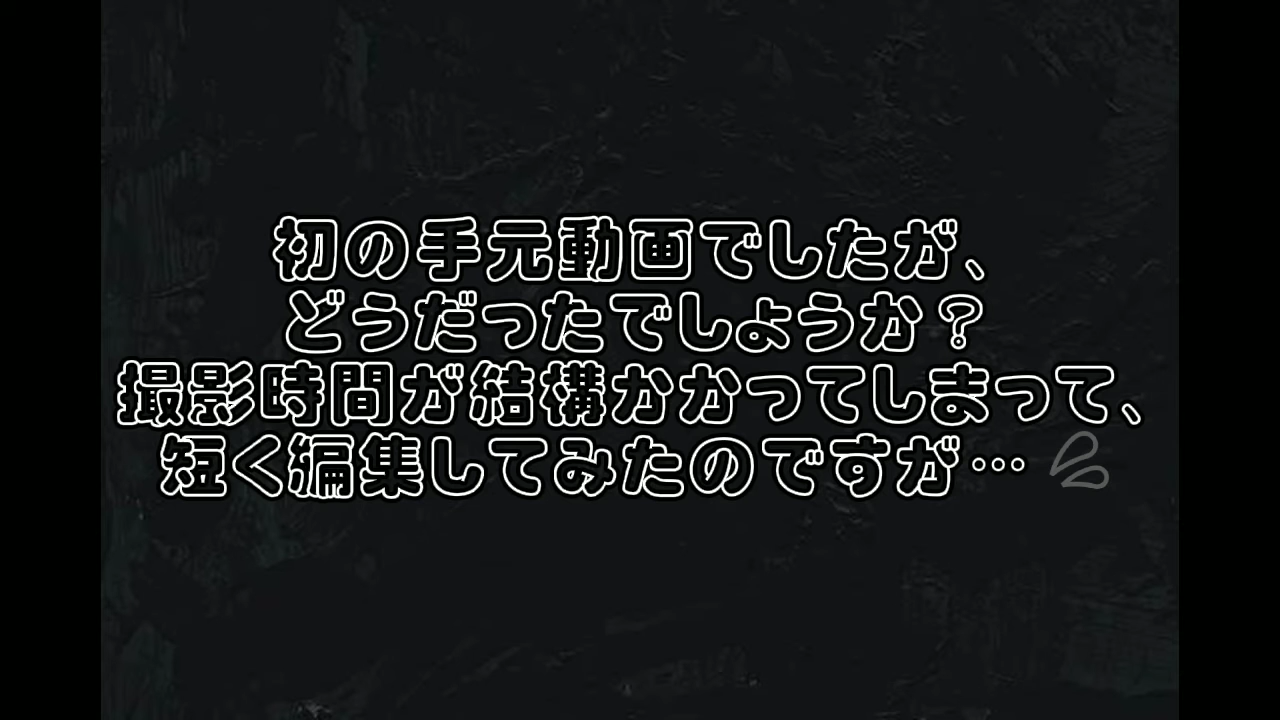 初の手元動画でしたが、
どうだったでしょうか？
撮影時間が結構かかってしまって、
短く編集してみたのですが…💦